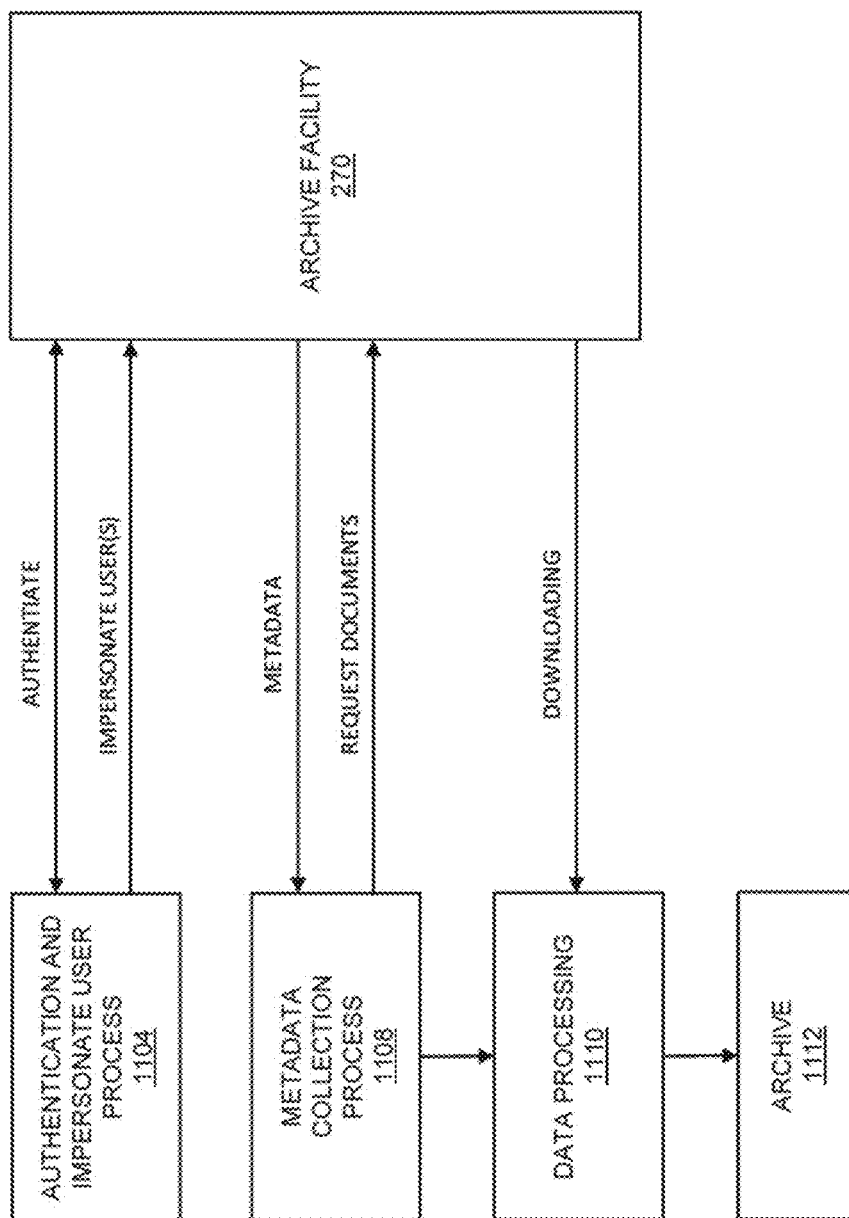 AUTHENTICATION AND
IMPERSONATE USER
PROCESS
1104
AUTHENTICATE
IMPERSONATE USER(S)
ARCHIVE FACILITY
270
METADATA
COLLECTION
PROCESS
1108
METADATA
REQUEST DOCUMENTS
DATA PROCESSING
1110
DOWNLOADING
ARCHIVE
1112